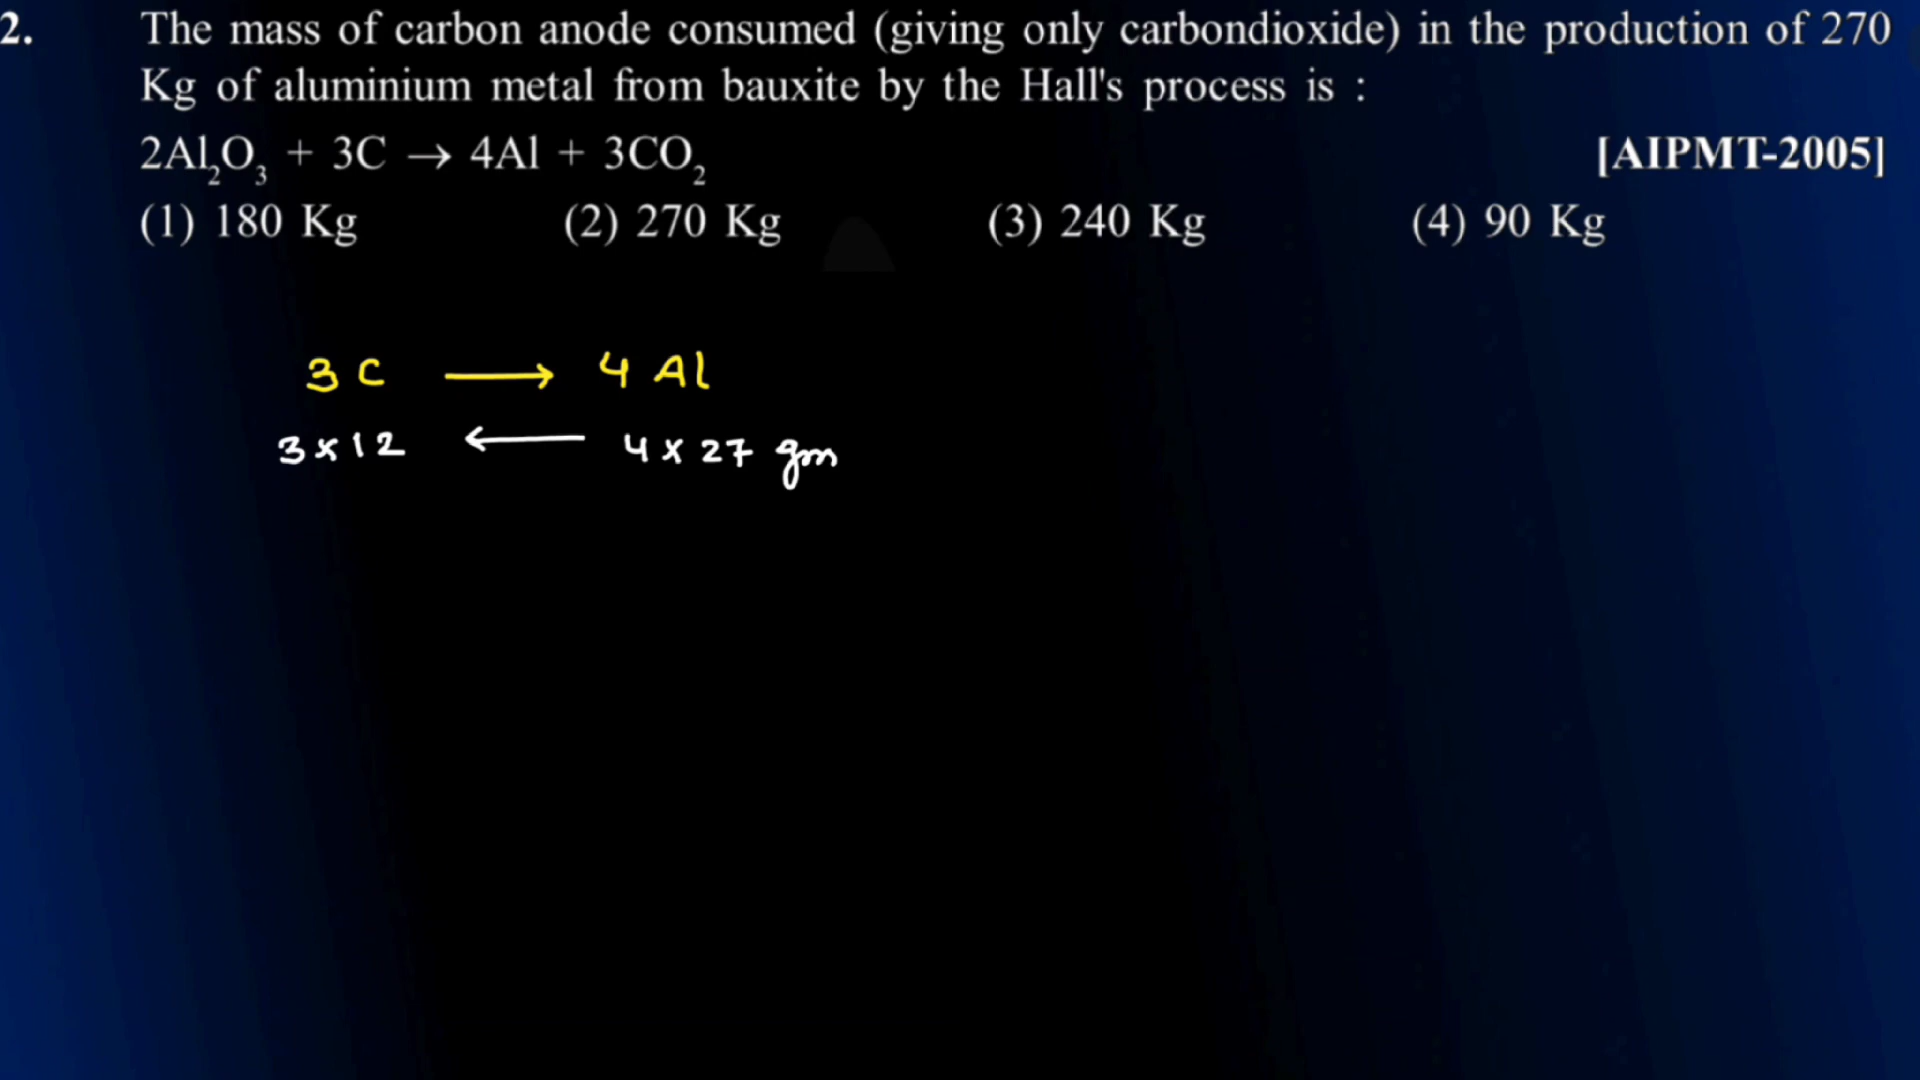 2. The mass of carbon anode consumed (giving only carbondioxide) in the production of 270
Kg of aluminium metal from bauxite by the Hall's process is :
2Al₂O₃ + 3C → 4Al + 3CO₂ [AIPMT-2005]
(1) 180 Kg (2) 270 Kg (3) 240 Kg (4) 90 Kg
3 C ⟶ 4 Al
3 x 12 ⟵ 4 x 27 gm